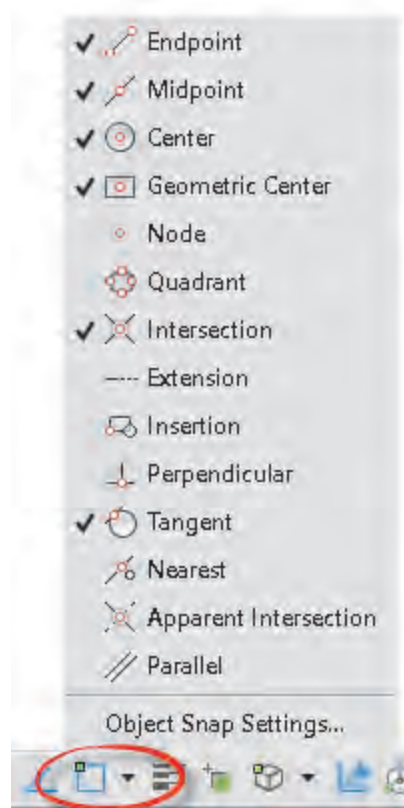 Endpoint
Midpoint
Center
Geometric Center
Node
Quadrant
Intersection
Extension
Insertion
Perpendicular
Tangent
Nearest
Apparent Intersection
Parallel
Object Snap Settings...